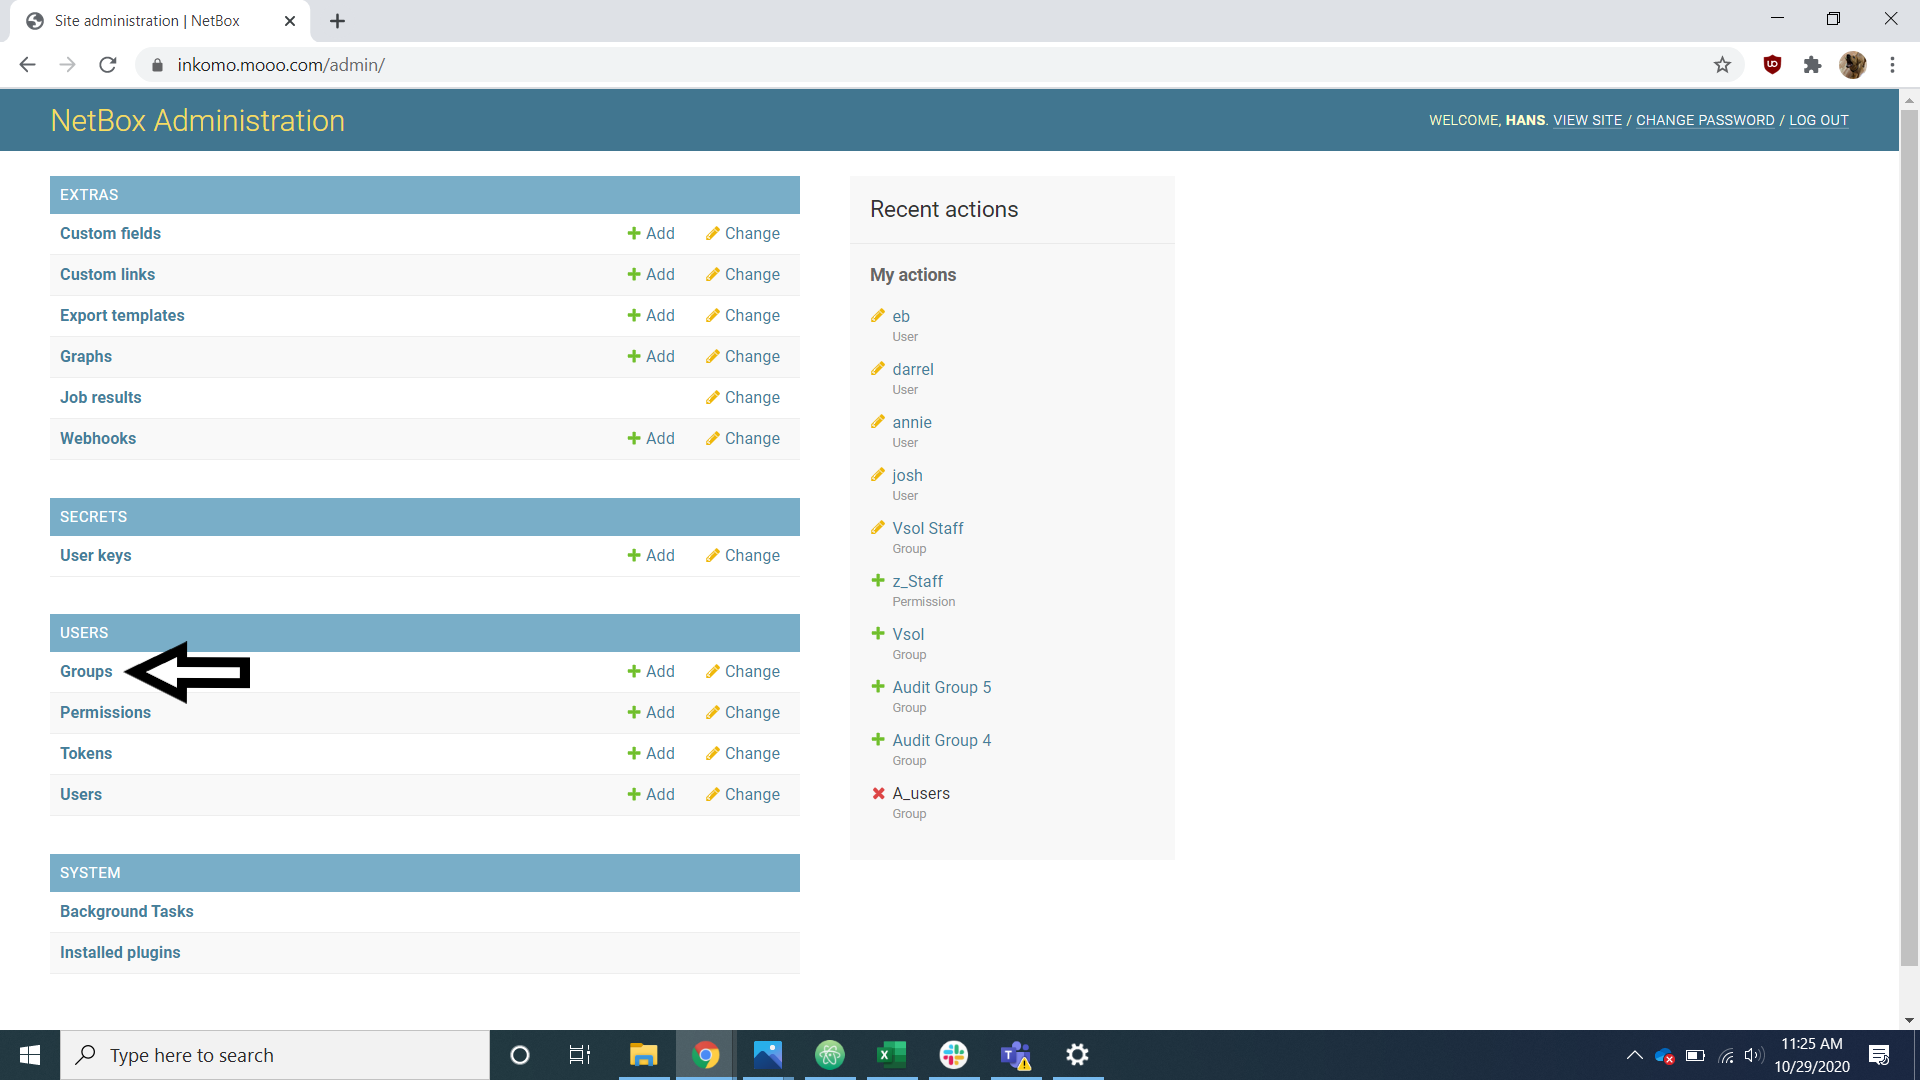 Site administration | NetBox
inkomo.mooo.com/admin/
NetBox Administration
WELCOME, HANS. VIEW SITE / CHANGE PASSWORD / LOG OUT
EXTRAS
Custom fields Add Change
Custom links Add Change
Export templates Add Change
Graphs Add Change
Job results Change
Webhooks Add Change
SECRETS
User keys Add Change
USERS
Groups Add Change
Permissions Add Change
Tokens Add Change
Users Add Change
SYSTEM
Background Tasks
Installed plugins
Recent actions
My actions
eb
User
darrel
User
annie
User
josh
User
Vsol Staff
Group
z_Staff
Permission
Vsol
Group
Audit Group 5
Group
Audit Group 4
Group
A_users
Group
Type here to search
11:25 AM
10/29/2020